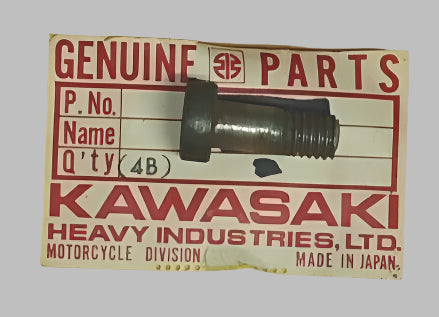 GENUINE PARTS
P. No.
Name
Q'ty (4B)
KAWASAKI
HEAVY INDUSTRIES, LTD.
MOTORCYCLE DIVISION MADE IN JAPAN.